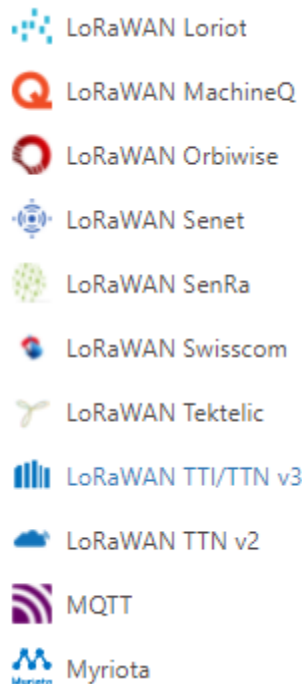 LoRaWAN Loriot
LoRaWAN MachineQ
LoRaWAN Orbiwise
LoRaWAN Senet
LoRaWAN SenRa
LoRaWAN Swisscom
LoRaWAN Tektelic
LoRaWAN TTI/TTN v3
LoRaWAN TTN v2
MQTT
Myriota
Myriota